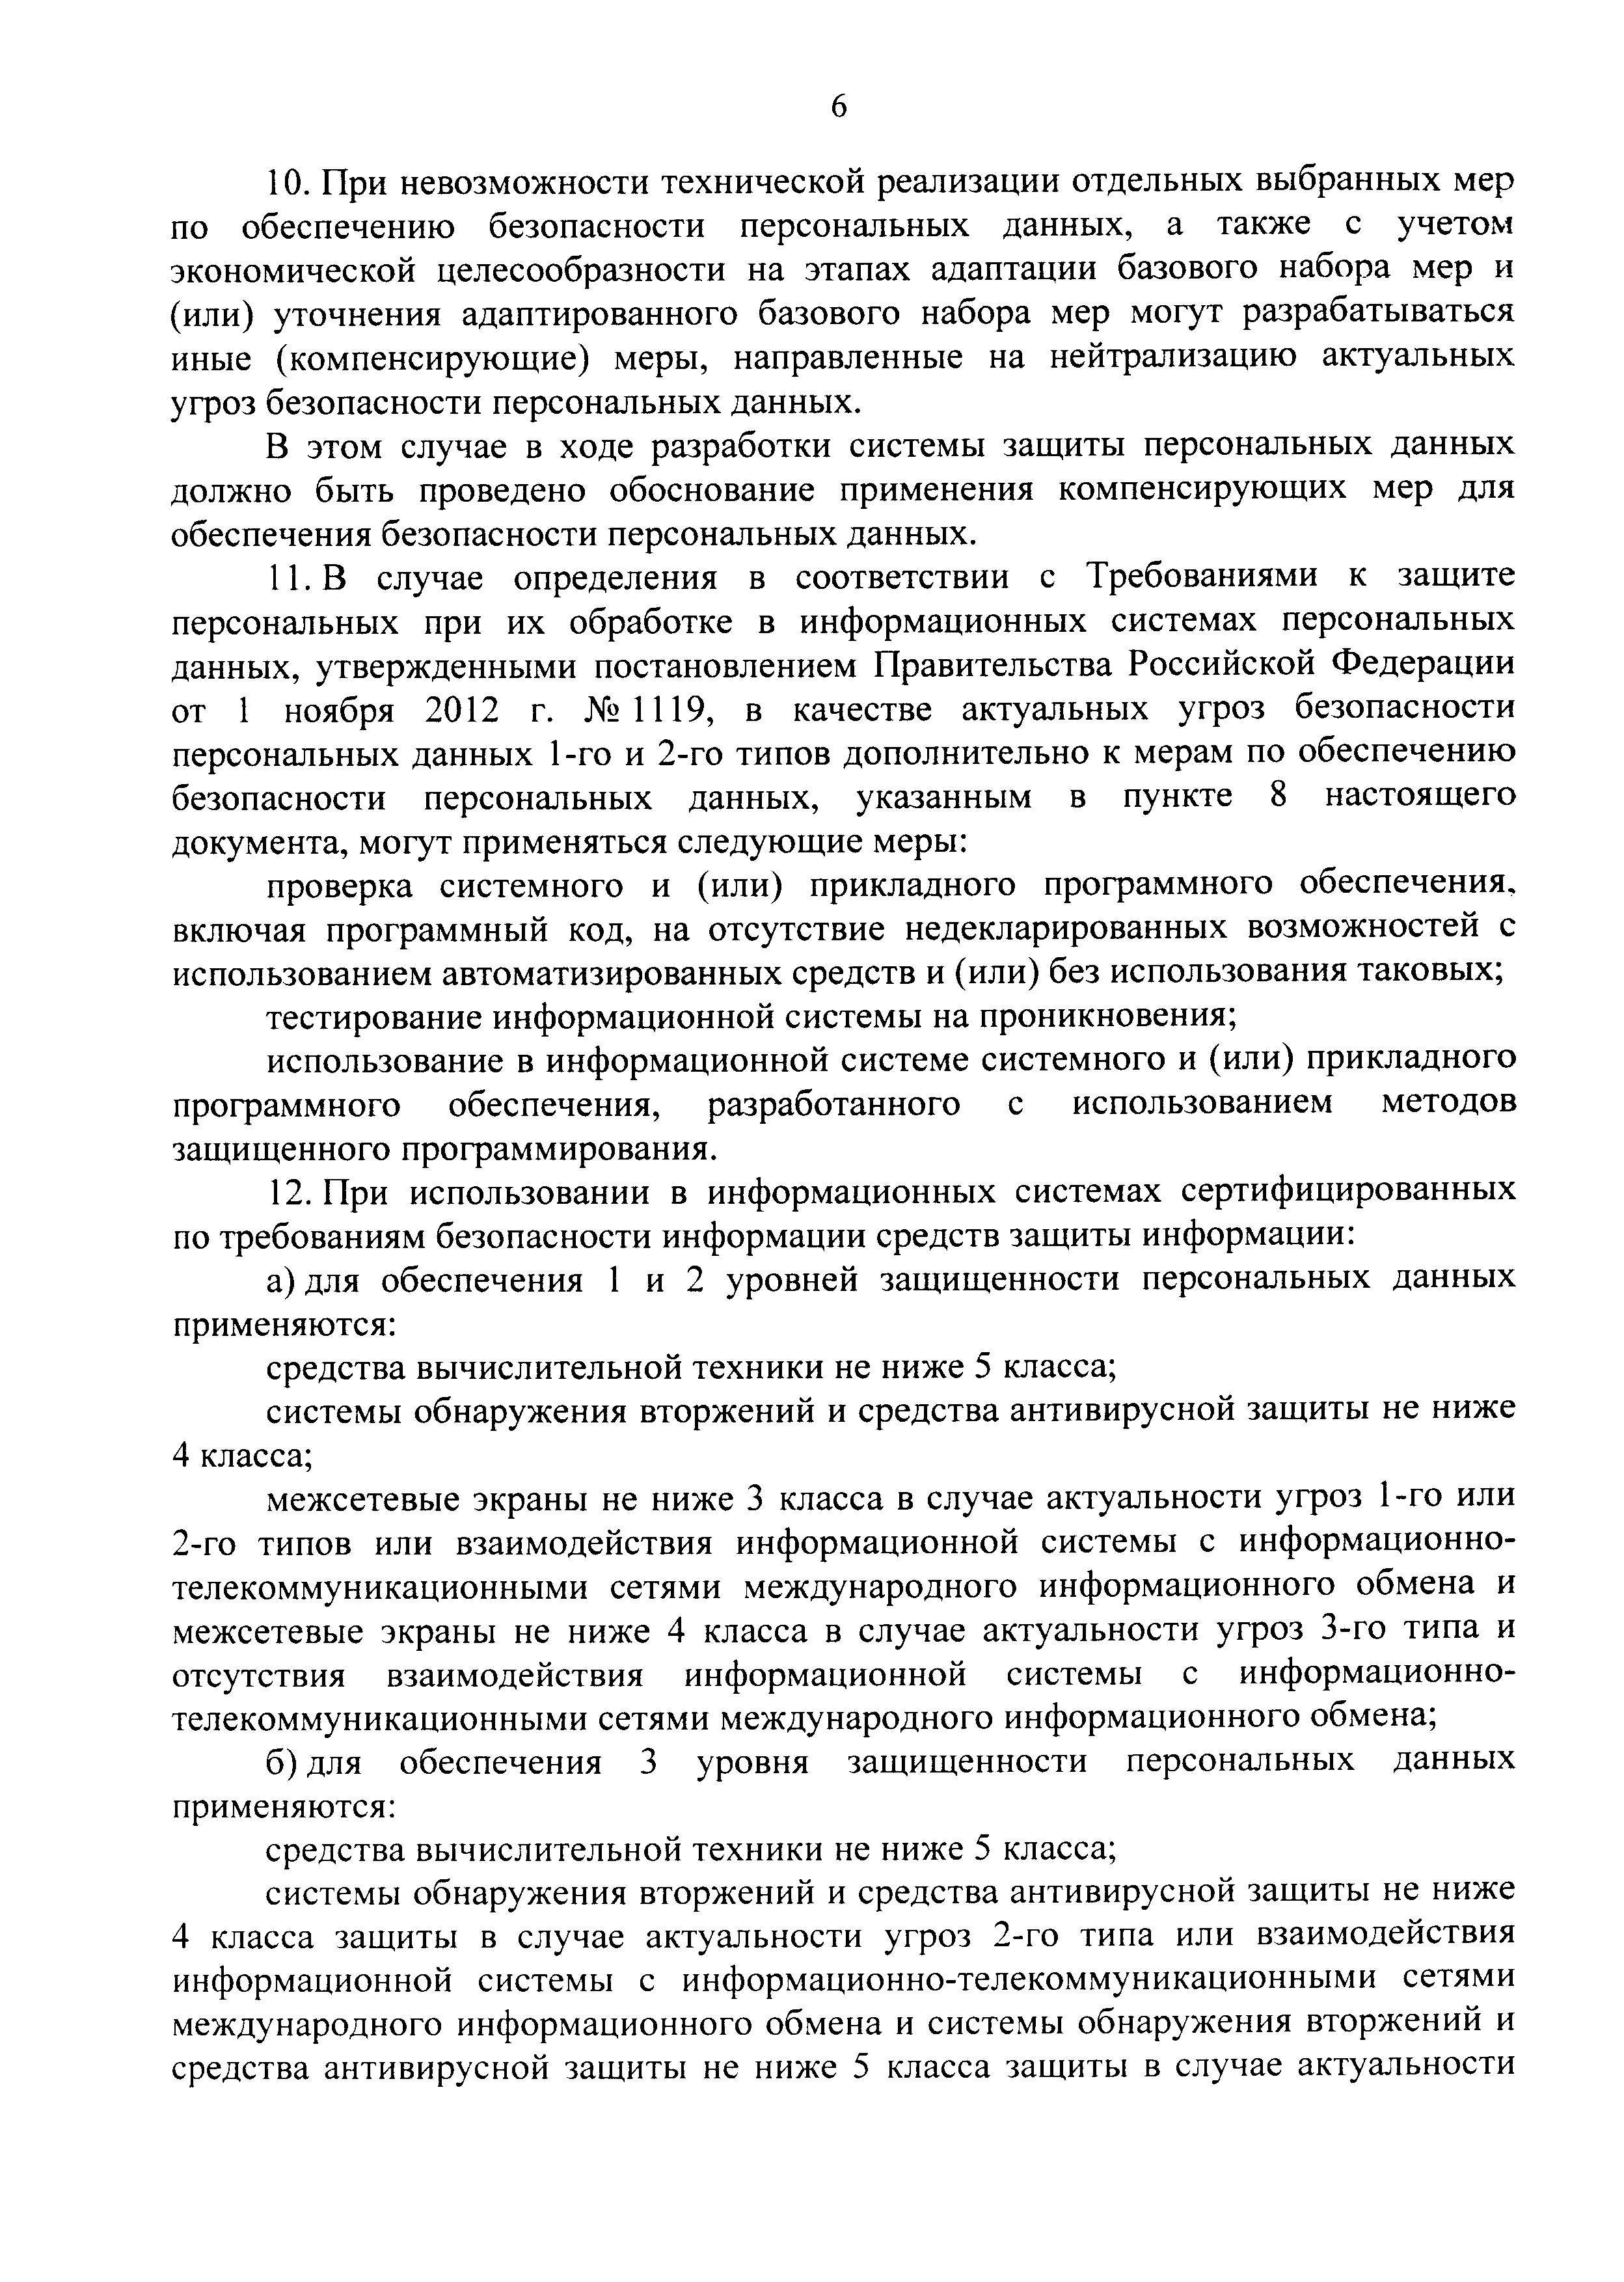 6
10. При невозможности технической реализации отдельных выбранных мер
по обеспечению безопасности персональных данных, а также с учетом
экономической целесообразности на этапах адаптации базового набора мер и
(или) уточнения адаптированного базового набора мер могут разрабатываться
иные (компенсирующие) меры, направленные на нейтрализацию актуальных
угроз безопасности персональных данных.
В этом случае в ходе разработки системы защиты персональных данных
должно быть проведено обоснование применения компенсирующих мер для
обеспечения безопасности персональных данных.
11. В случае определения в соответствии с Требованиями к защите
персональных при их обработке в информационных системах персональных
данных, утвержденными постановлением Правительства Российской Федерации
от 1 ноября 2012 г. № 1119, в качестве актуальных угроз безопасности
персональных данных 1-го и 2-го типов дополнительно к мерам по обеспечению
безопасности персональных данных, указанным в пункте 8 настоящего
документа, могут применяться следующие меры:
проверка системного и (или) прикладного программного обеспечения,
включая программный код, на отсутствие недекларированных возможностей с
использованием автоматизированных средств и (или) без использования таковых;
тестирование информационной системы на проникновения;
использование в информационной системе системного и (или) прикладного
программного обеспечения, разработанного с использованием методов
защищенного программирования.
12. При использовании в информационных системах сертифицированных
по требованиям безопасности информации средств защиты информации:
а) для обеспечения 1 и 2 уровней защищенности персональных данных
применяются:
средства вычислительной техники не ниже 5 класса;
системы обнаружения вторжений и средства антивирусной защиты не ниже
4 класса;
межсетевые экраны не ниже 3 класса в случае актуальности угроз 1-го или
2-го типов или взаимодействия информационной системы с информационно-
телекоммуникационными сетями международного информационного обмена и
межсетевые экраны не ниже 4 класса в случае актуальности угроз 3-го типа и
отсутствия взаимодействия информационной системы с информационно-
телекоммуникационными сетями международного информационного обмена;
б) для обеспечения 3 уровня защищенности персональных данных
применяются:
средства вычислительной техники не ниже 5 класса;
системы обнаружения вторжений и средства антивирусной защиты не ниже
4 класса защиты в случае актуальности угроз 2-го типа или взаимодействия
информационной системы с информационно-телекоммуникационными сетями
международного информационного обмена и системы обнаружения вторжений и
средства антивирусной защиты не ниже 5 класса защиты в случае актуальности